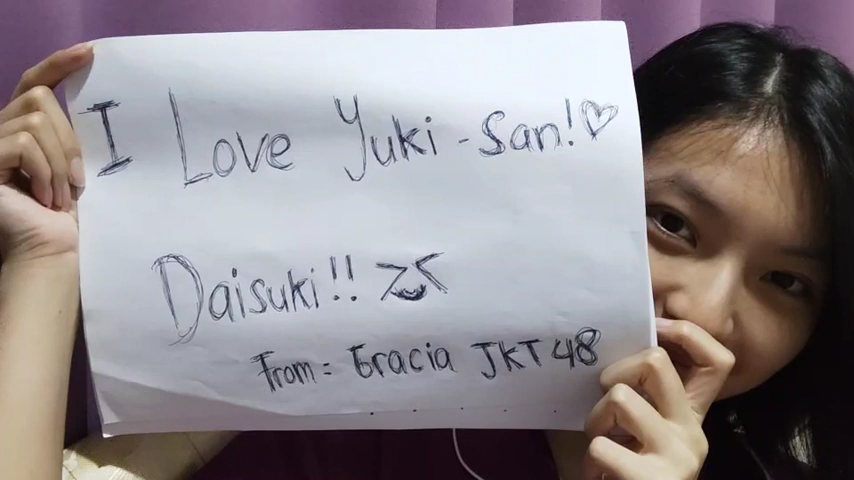 I Love Yuki-San!♡
Daisuki!! ><
From = Gracia JKT48